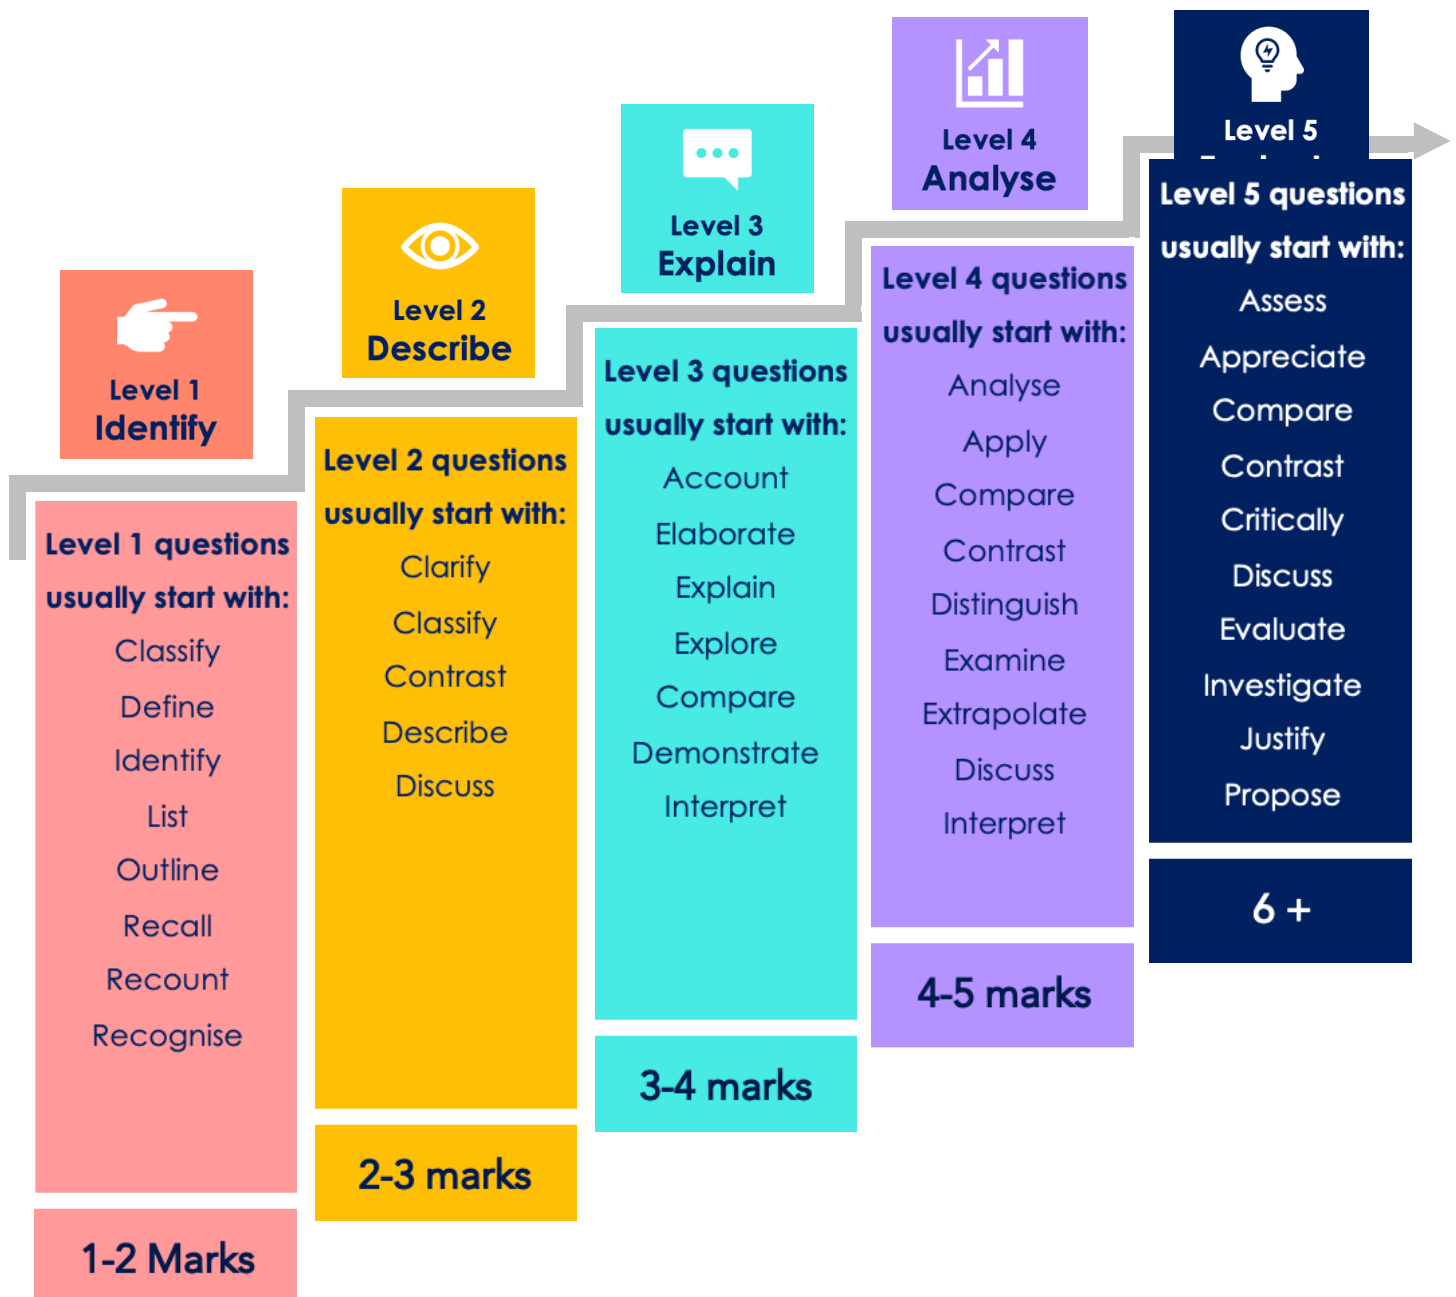 Level 1
Identify
Level 1 questions
usually start with:
Classify
Define
Identify
List
Outline
Recall
Recount
Recognise
1-2 Marks
Level 2
Describe
Level 2 questions
usually start with:
Clarify
Classify
Contrast
Describe
Discuss
2-3 marks
Level 3
Explain
Level 3 questions
usually start with:
Account
Elaborate
Explain
Explore
Compare
Demonstrate
Interpret
3-4 marks
Level 4
Analyse
Level 4 questions
usually start with:
Analyse
Apply
Compare
Contrast
Distinguish
Examine
Extrapolate
Discuss
Interpret
4-5 marks
Level 5
Level 5 questions
usually start with:
Assess
Appreciate
Compare
Contrast
Critically
Discuss
Evaluate
Investigate
Justify
Propose
6 +